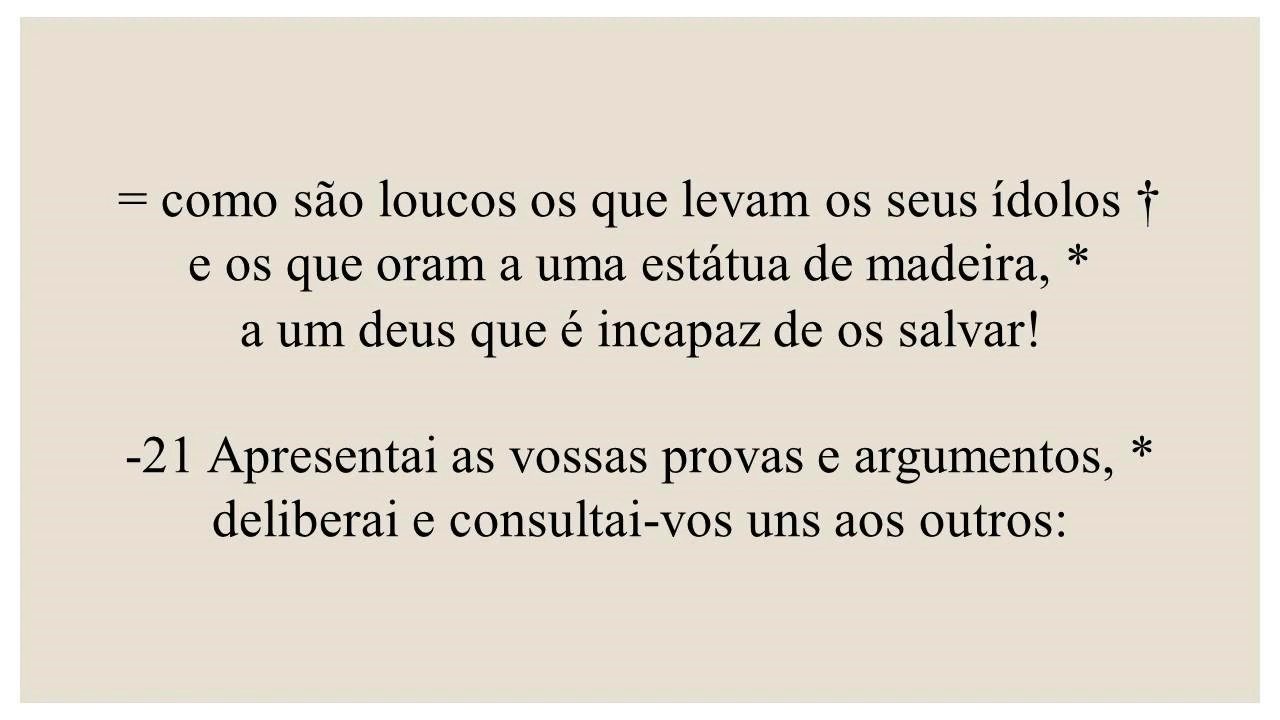 = como são loucos os que levam os seus ídolos †
e os que oram a uma estátua de madeira, *
a um deus que é incapaz de os salvar!
-21 Apresentai as vossas provas e argumentos, *
deliberai e consultai-vos uns aos outros: